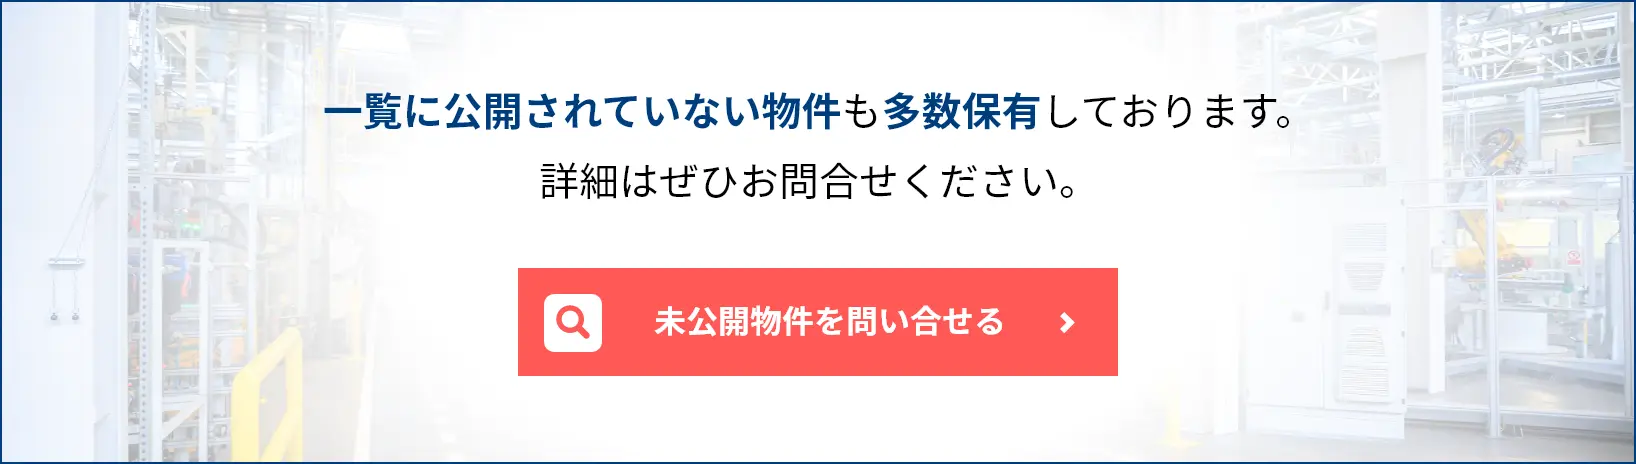 一覧に公開されていない物件も多数保有しております。
詳細はぜひお問合せください。
未公開物件を問い合せる